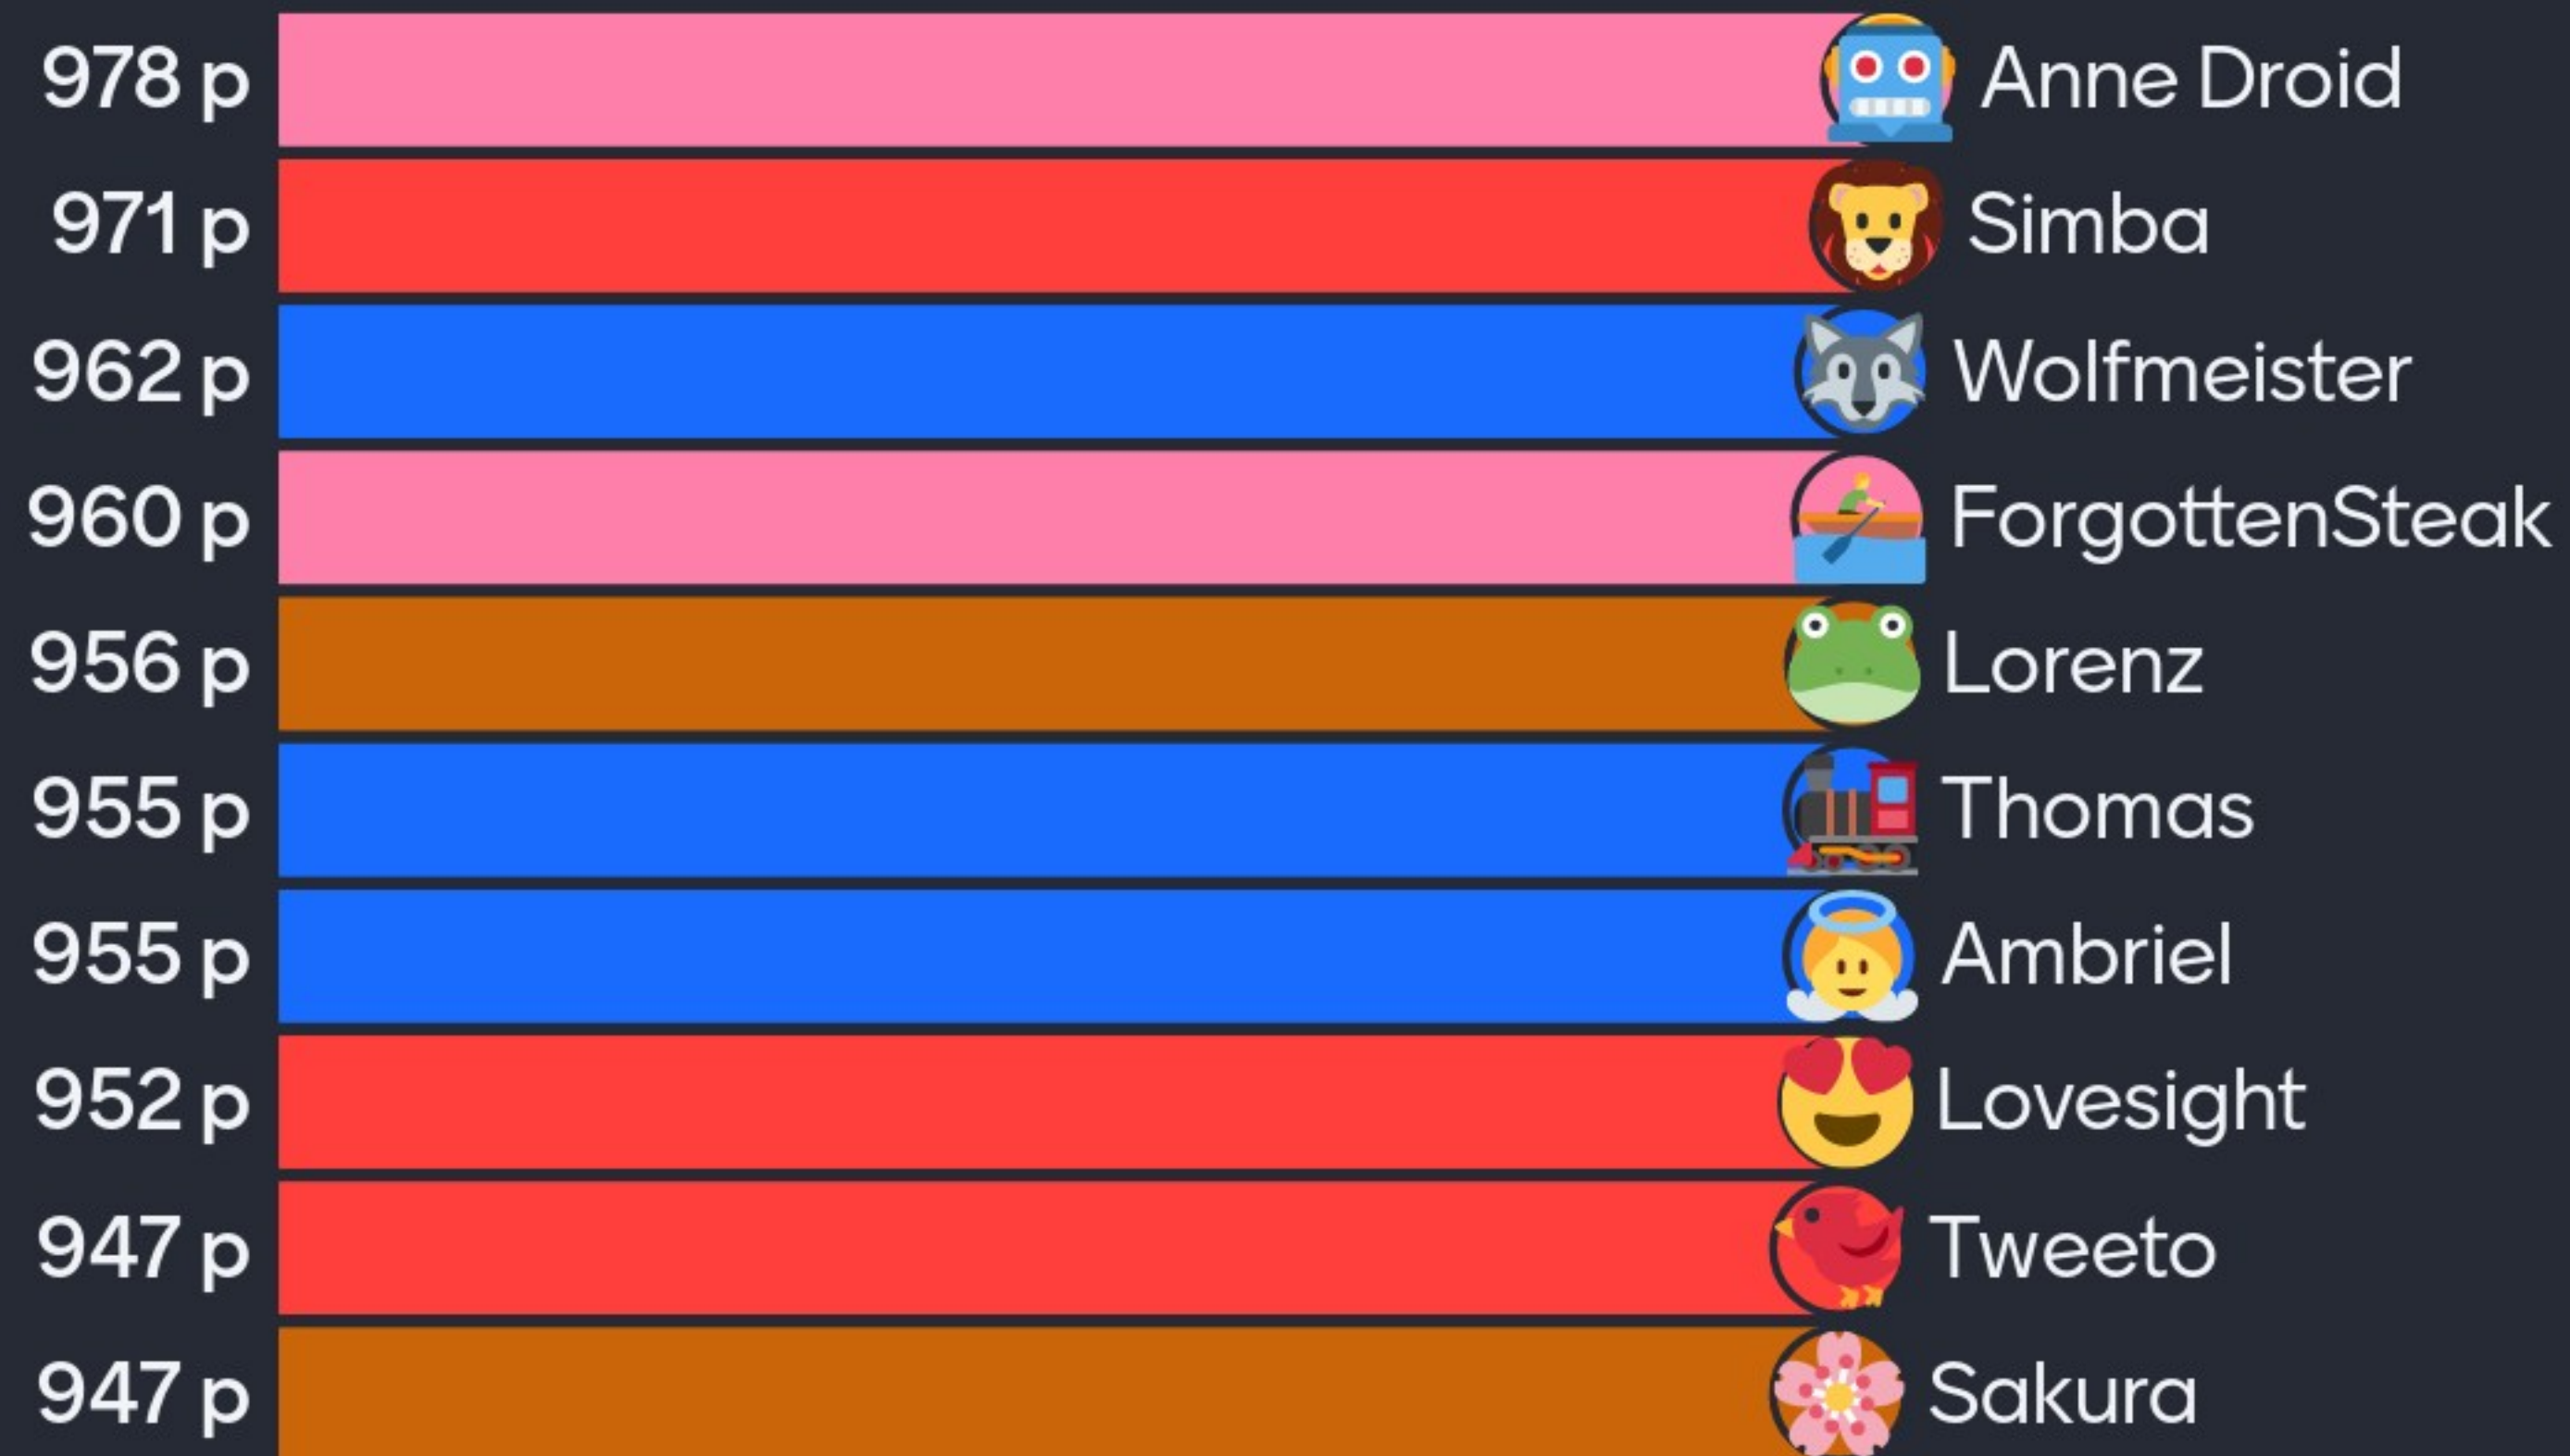 978 p Anne Droid
971 p Simba
962 p Wolfmeister
960 p ForgottenSteak
956 p Lorenz
955 p Thomas
955 p Ambriel
952 p Lovesight
947 p Tweeto
947 p Sakura